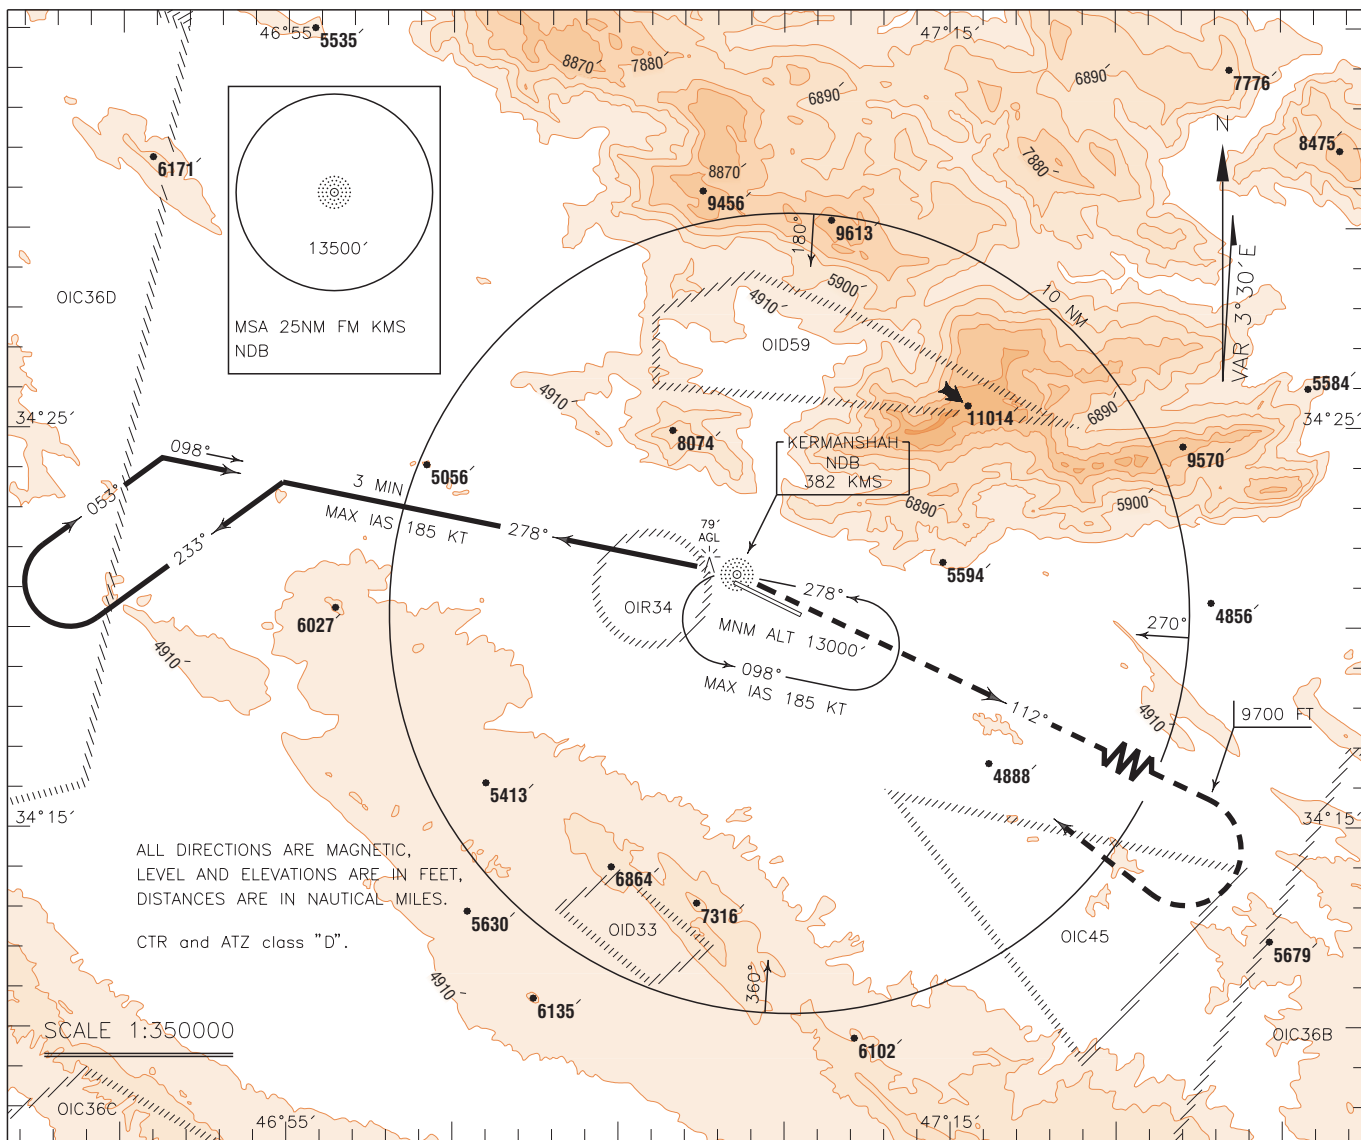 46°55´
5535´
47°15´
8870´
7880´
6890´
6890´
7776´
N
8475´
7880´
6171´
8870´
9456´
180°
9613´
13500´
VAR 3°30´E
OIC36D
5900´
4910´
10 NM
MSA 25NM FM KMS
NDB
OID59
5584´
34°25´
4910´
11014´
6890´
34°25´
8074´
KERMANSHAH
NDB
382 KMS
9570´
098°
5056´
3 MIN
MAX IAS 185 KT
278°
6890´
5900´
053°
233°
79´
AGL
5594´
278°
OIR34
4856´
6027´
MNM ALT 13000´
270°
4910´
098°
MAX IAS 185 KT
112°
4910´
9700 FT
4888´
5413´
34°15´
34°15´
ALL DIRECTIONS ARE MAGNETIC,
LEVEL AND ELEVATIONS ARE IN FEET,
DISTANCES ARE IN NAUTICAL MILES.
CTR and ATZ class "D".
6864´
7316´
5630´
OID33
OIC45
5679´
4910´
360°
6135´
SCALE 1:350000
6102´
OIC36B
OIC36C
46°55´
47°15´